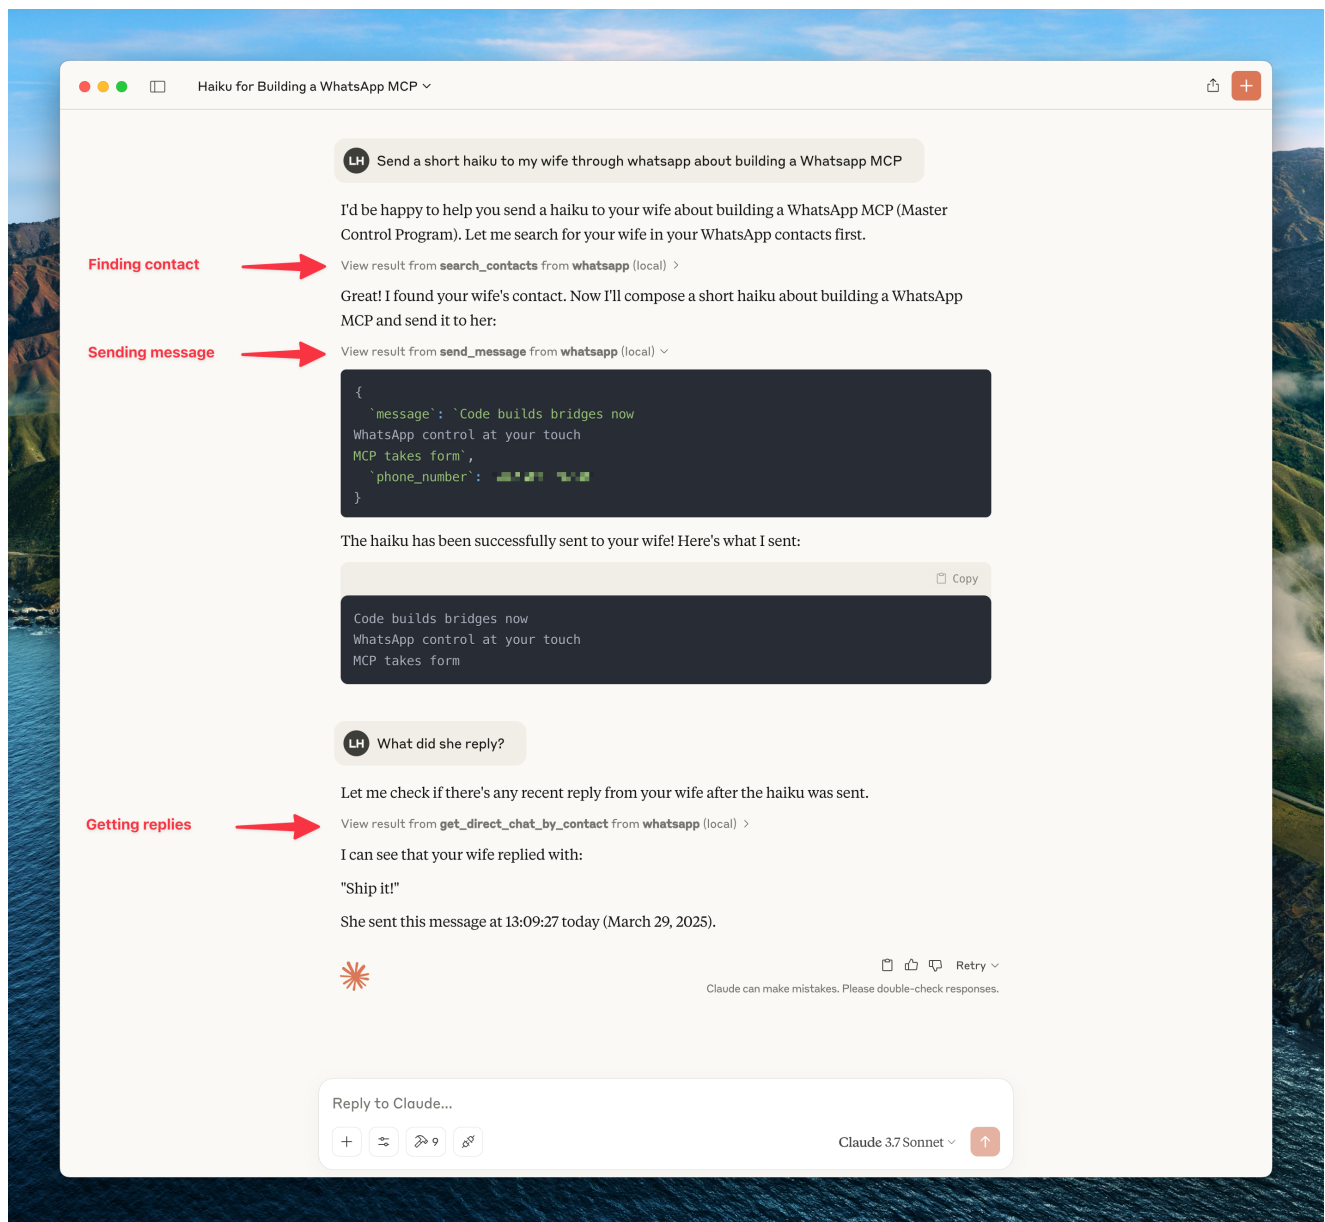 Haiku for Building a WhatsApp MCP
LH Send a short haiku to my wife through whatsapp about building a Whatsapp MCP
I'd be happy to help you send a haiku to your wife about building a WhatsApp MCP (Master
Control Program). Let me search for your wife in your WhatsApp contacts first.
Finding contact
View result from search_contacts from whatsapp (local)
Great! I found your wife's contact. Now I'll compose a short haiku about building a WhatsApp
MCP and send it to her:
Sending message
View result from send_message from whatsapp (local)
{
`message`: `Code builds bridges now
WhatsApp control at your touch
MCP takes form`,
`phone_number`:
}
The haiku has been successfully sent to your wife! Here's what I sent:
Copy
Code builds bridges now
WhatsApp control at your touch
MCP takes form
LH What did she reply?
Let me check if there's any recent reply from your wife after the haiku was sent.
Getting replies
View result from get_direct_chat_by_contact from whatsapp (local)
I can see that your wife replied with:
"Ship it!"
She sent this message at 13:09:27 today (March 29, 2025).
Retry
Claude can make mistakes. Please double-check responses.
Reply to Claude...
9
Claude 3.7 Sonnet